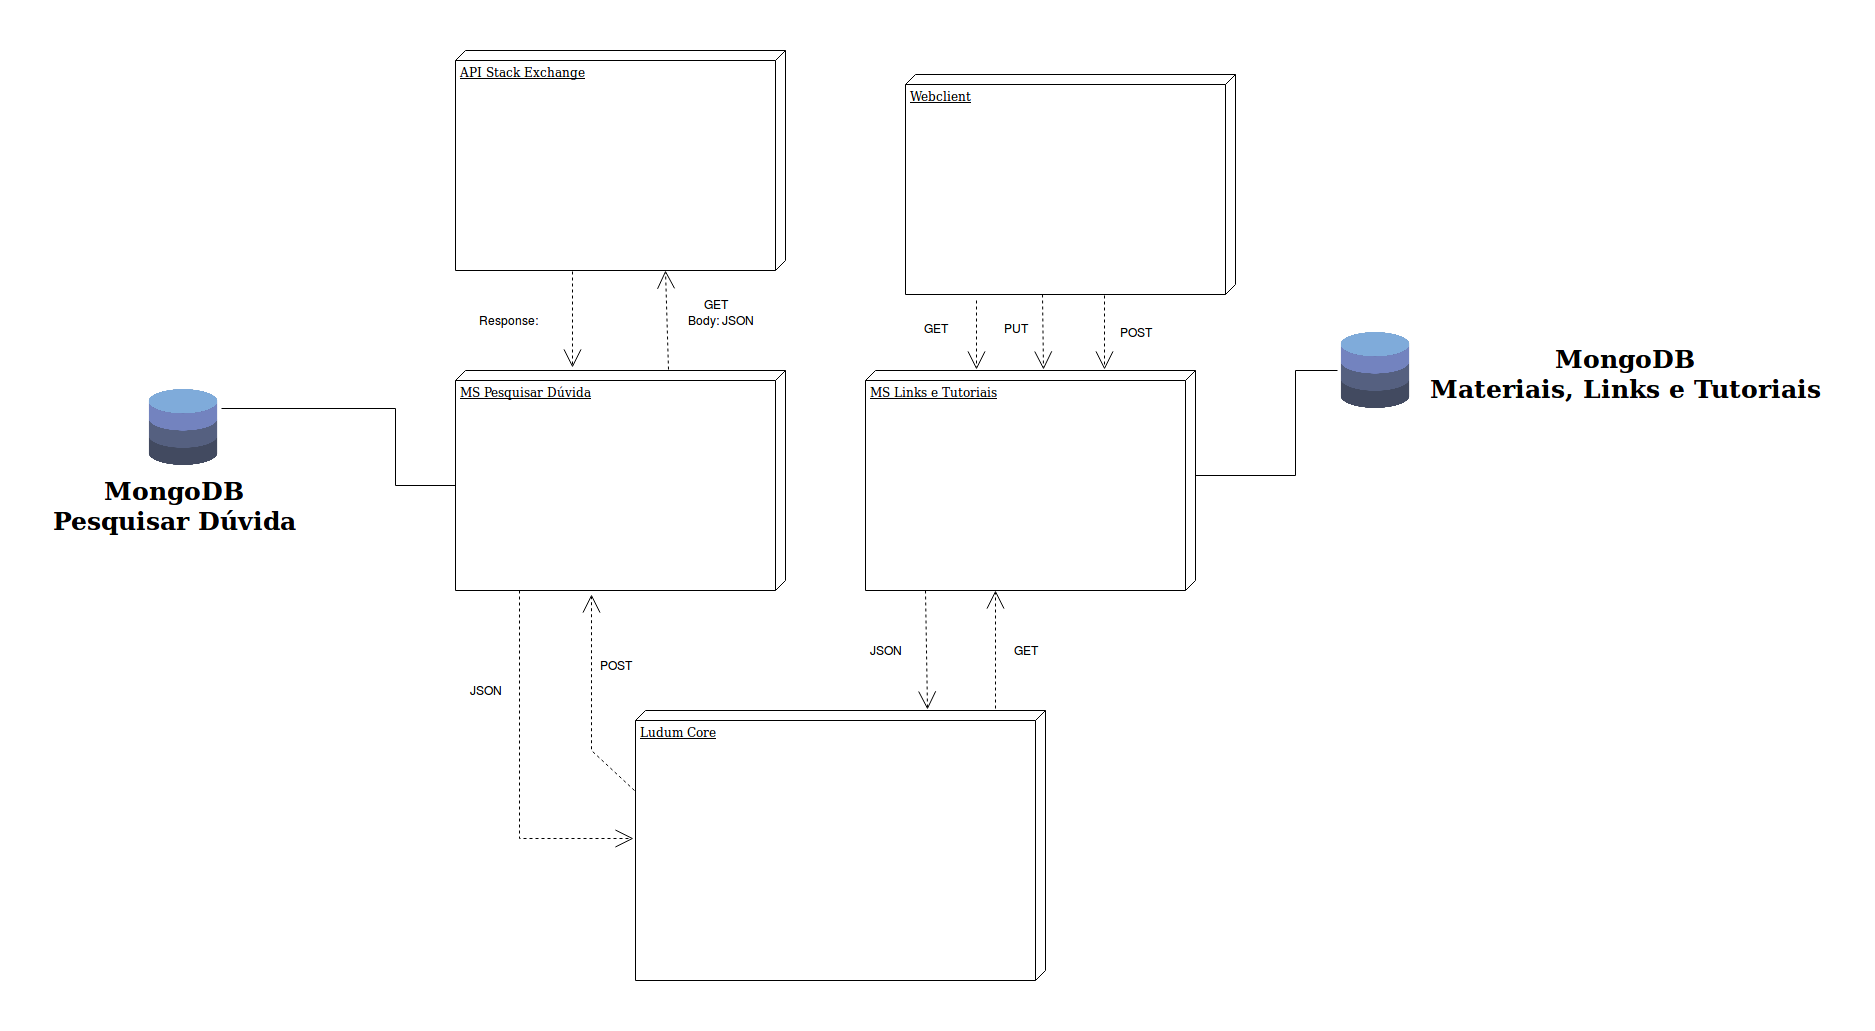 API Stack Exchange
Webclient
Response:
GET
Body: JSON
GET
PUT
POST
MongoDB
Materiais, Links e Tutoriais
MS Pesquisar Dúvida
MS Links e Tutoriais
MongoDB
Pesquisar Dúvida
JSON
POST
JSON
GET
Ludum Core